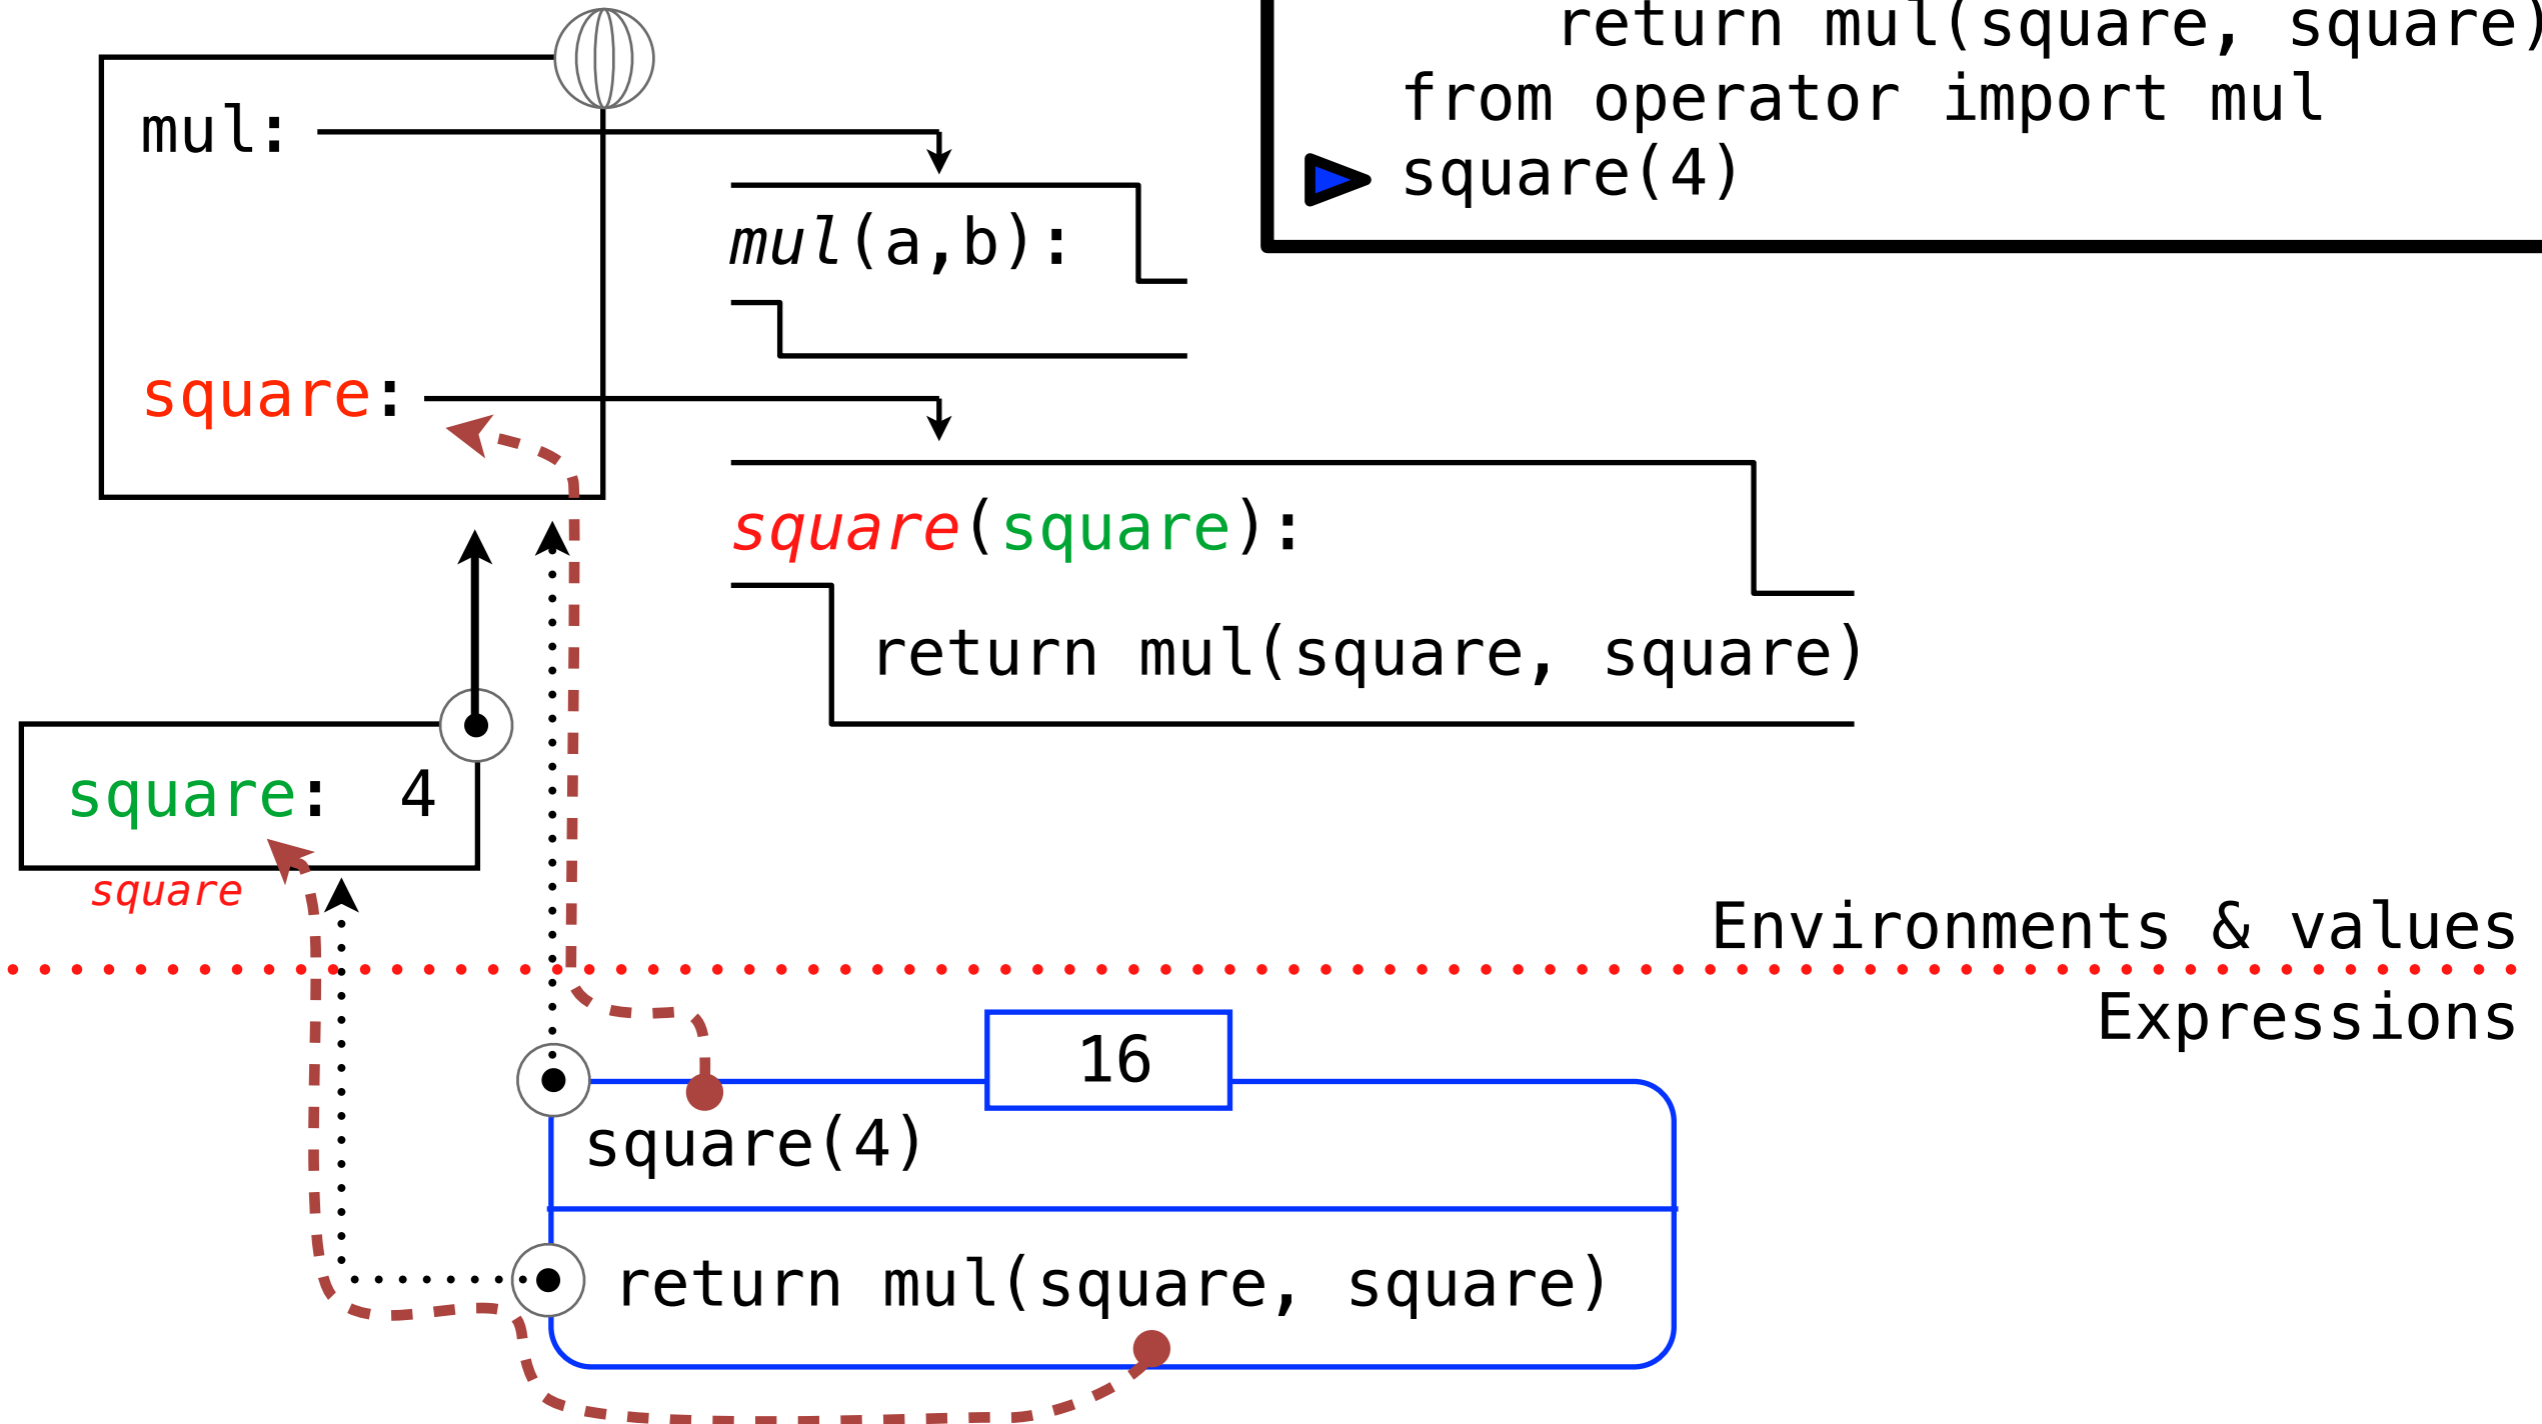 return mul(square, square)
from operator import mul
square(4)
mul:
mul(a,b):
square:
square(square):
return mul(square, square)
square: 4
square
Environments & values
Expressions
16
square(4)
return mul(square, square)